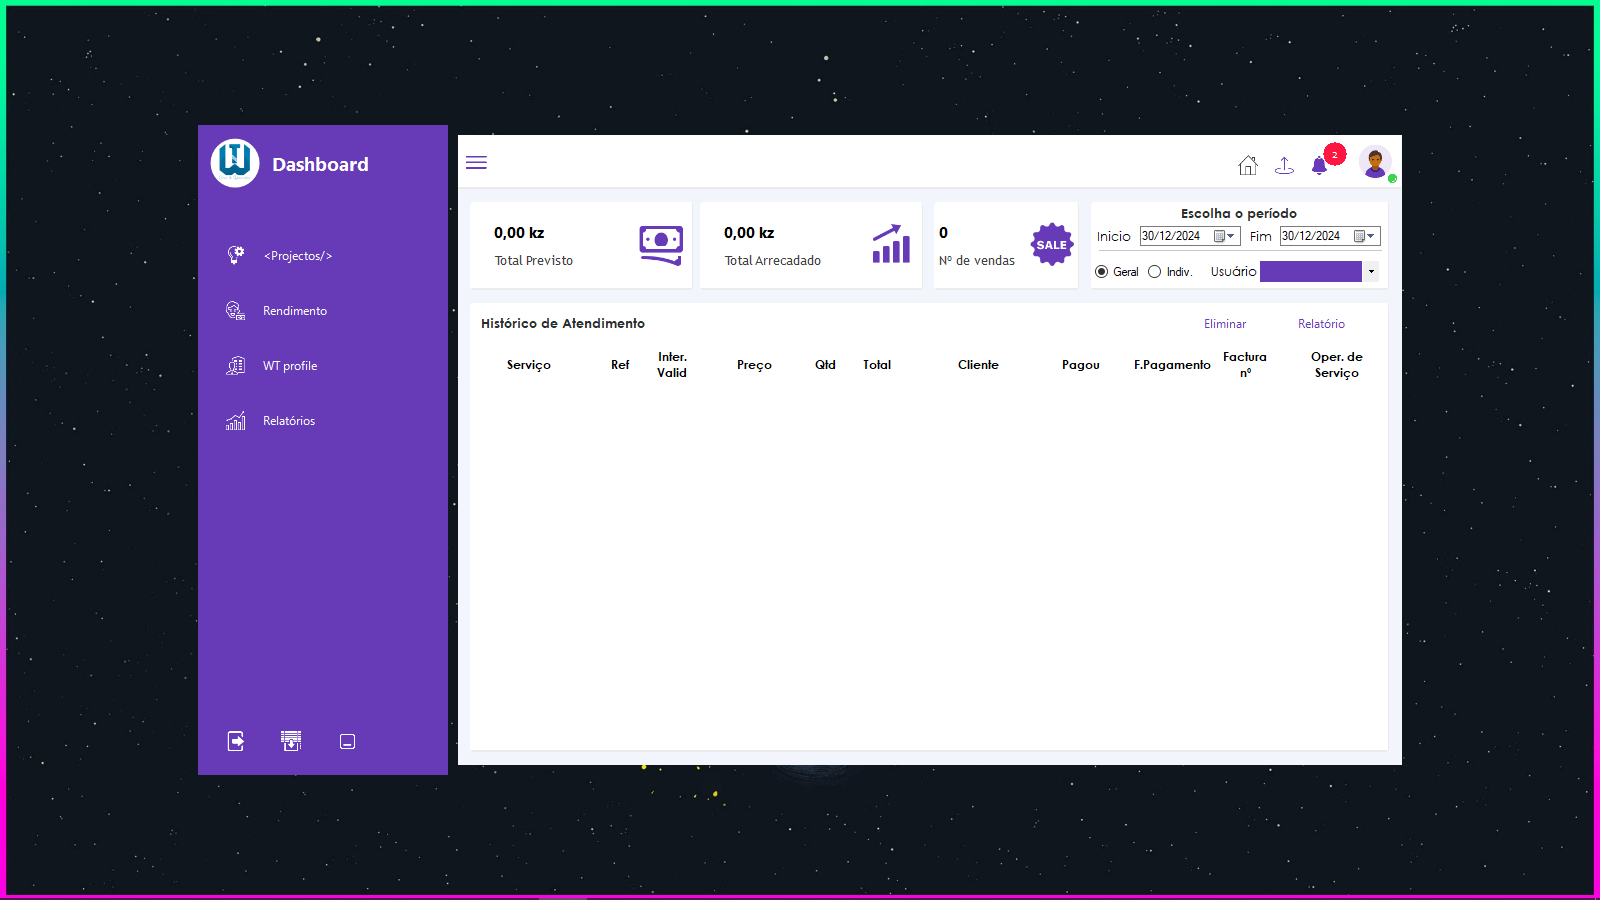 Dashboard
<Projectos/>
Rendimento
WT profile
Relatórios
2
0,00 kz
Total Previsto
0,00 kz
Total Arrecadado
0
Nº de vendas
SALE
Escolha o período
Inicio 30/12/2024 Fim 30/12/2024
Geral Indiv. Usuário
Histórico de Atendimento Eliminar Relatório
Serviço Ref Inter. Valid Preço Qtd Total Cliente Pagou F.Pagamento Factura nº Oper. de Serviço